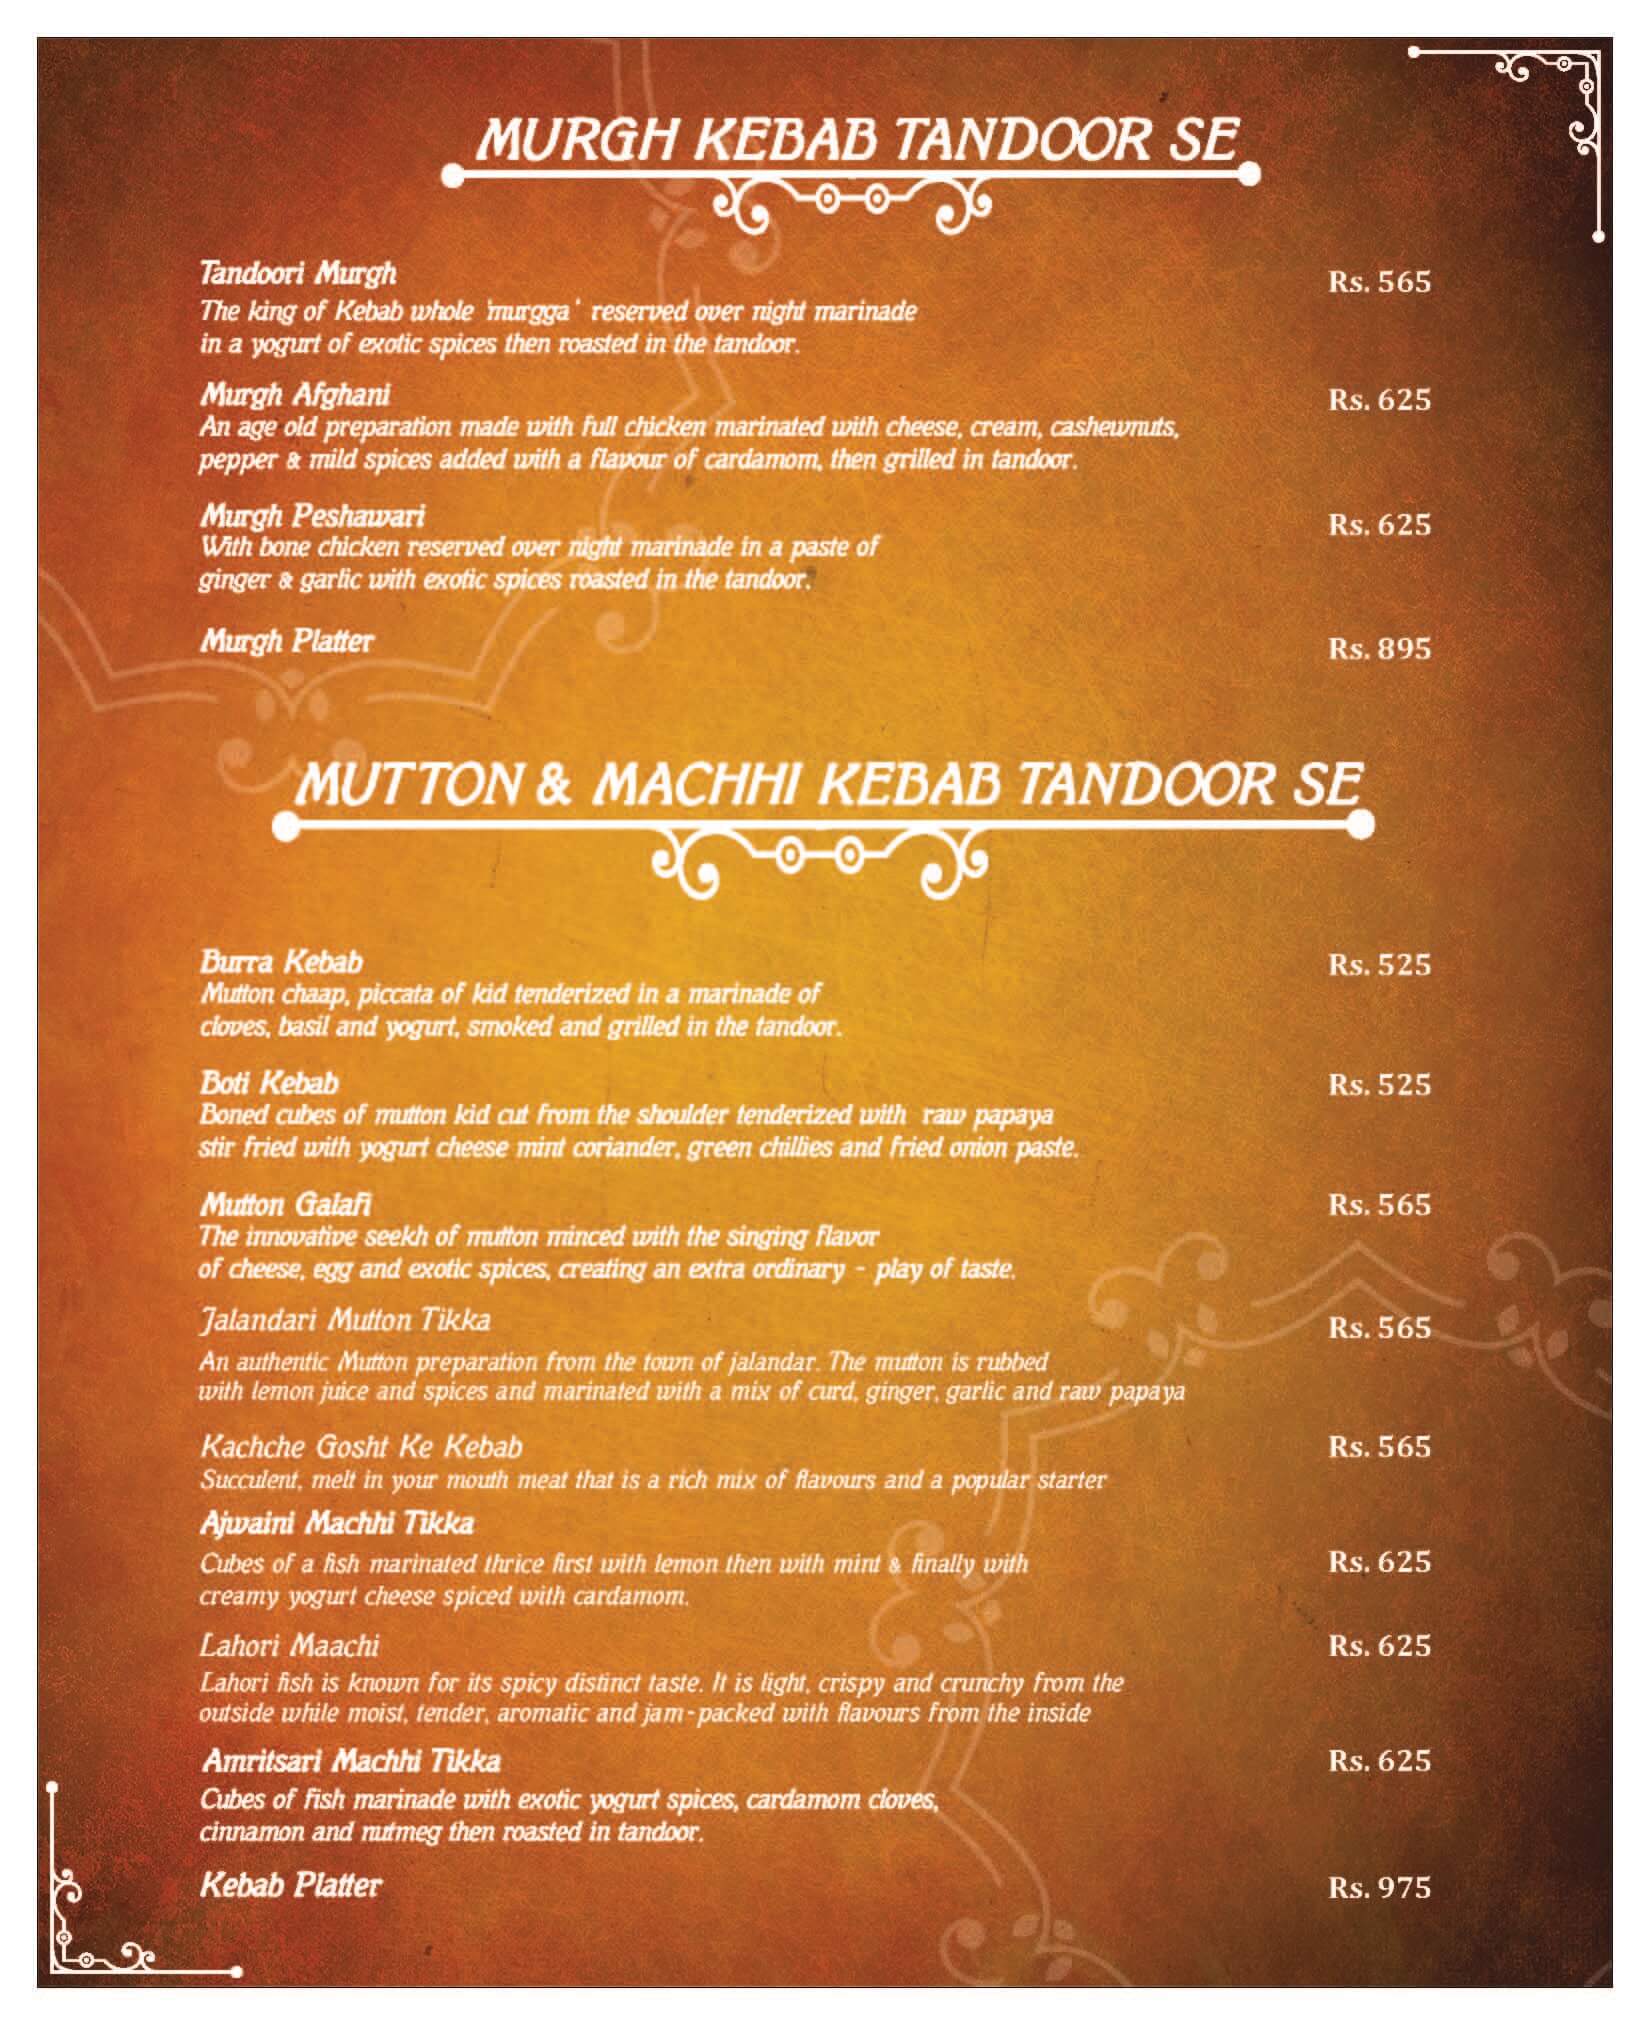 MURGH KEBAB TANDOOR SE
Tandoori Murgh Rs. 565
The king of Kebab whole 'murgga' reserved over night marinade
in a yogurt of exotic spices then roasted in the tandoor.
Murgh Afghani Rs. 625
An age old preparation made with full chicken marinated with cheese, cream, cashewnuts,
pepper & mild spices added with a flavour of cardamom, then grilled in tandoor.
Murgh Peshawari Rs. 625
With bone chicken reserved over night marinade in a paste of
ginger & garlic with exotic spices roasted in the tandoor.
Murgh Platter Rs. 895
MUTTON & MACHHI KEBAB TANDOOR SE
Burra Kebab Rs. 525
Mutton chaap, piccata of kid tenderized in a marinade of
cloves, basil and yogurt, smoked and grilled in the tandoor.
Boti Kebab Rs. 525
Boned cubes of mutton kid cut from the shoulder tenderized with raw papaya
stir fried with yogurt cheese mint coriander, green chillies and fried onion paste.
Mutton Galafi Rs. 565
The innovative seekh of mutton minced with the singing flavor
of cheese, egg and exotic spices, creating an extra ordinary - play of taste.
Jalandari Mutton Tikka Rs. 565
An authentic Mutton preparation from the town of jalandar. The mutton is rubbed
with lemon juice and spices and marinated with a mix of curd, ginger, garlic and raw papaya
Kachche Gosht Ke Kebab Rs. 565
Succulent, melt in your mouth meat that is a rich mix of flavours and a popular starter
Ajwaini Machhi Tikka
Cubes of a fish marinated thrice first with lemon then with mint & finally with Rs. 625
creamy yogurt cheese spiced with cardamom.
Lahori Maachi Rs. 625
Lahori fish is known for its spicy distinct taste. It is light, crispy and crunchy from the
outside while moist, tender, aromatic and jam-packed with flavours from the inside
Amritsari Machhi Tikka Rs. 625
Cubes of fish marinade with exotic yogurt spices, cardamom cloves,
cinnamon and nutmeg then roasted in tandoor.
Kebab Platter Rs. 975